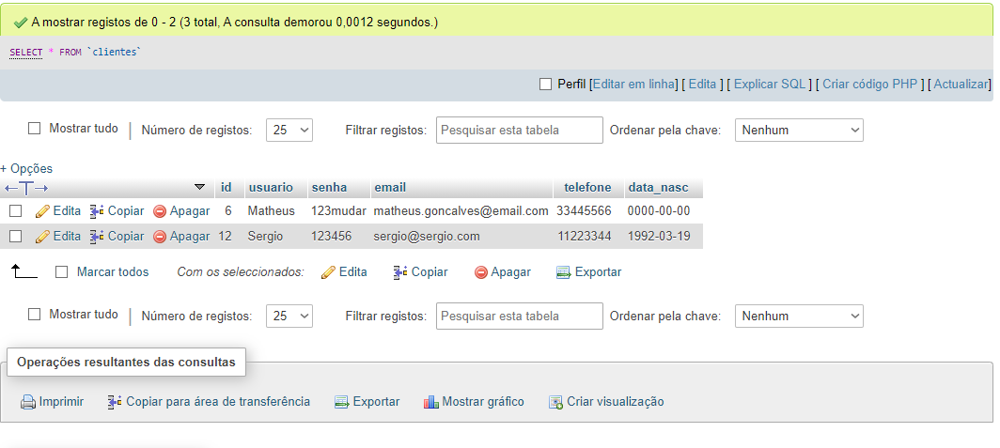 A mostrar registos de 0 - 2 (3 total, A consulta demorou 0,0012 segundos.)
SELECT * FROM `clientes`
Perfil [Editar em linha] [ Edita ] [ Explicar SQL ] [ Criar código PHP ] [ Actualizar]
Mostrar tudo | Número de registos: 25 Filtrar registos: Pesquisar esta tabela Ordenar pela chave: Nenhum
+ Opções
id usuario senha email telefone data_nasc
Edita Copiar Apagar 6 Matheus 123mudar matheus.goncalves@email.com 33445566 0000-00-00
Edita Copiar Apagar 12 Sergio 123456 sergio@sergio.com 11223344 1992-03-19
Marcar todos Com os seleccionados: Edita Copiar Apagar Exportar
Mostrar tudo | Número de registos: 25 Filtrar registos: Pesquisar esta tabela Ordenar pela chave: Nenhum
Operações resultantes das consultas
Imprimir Copiar para área de transferência Exportar Mostrar gráfico Criar visualização